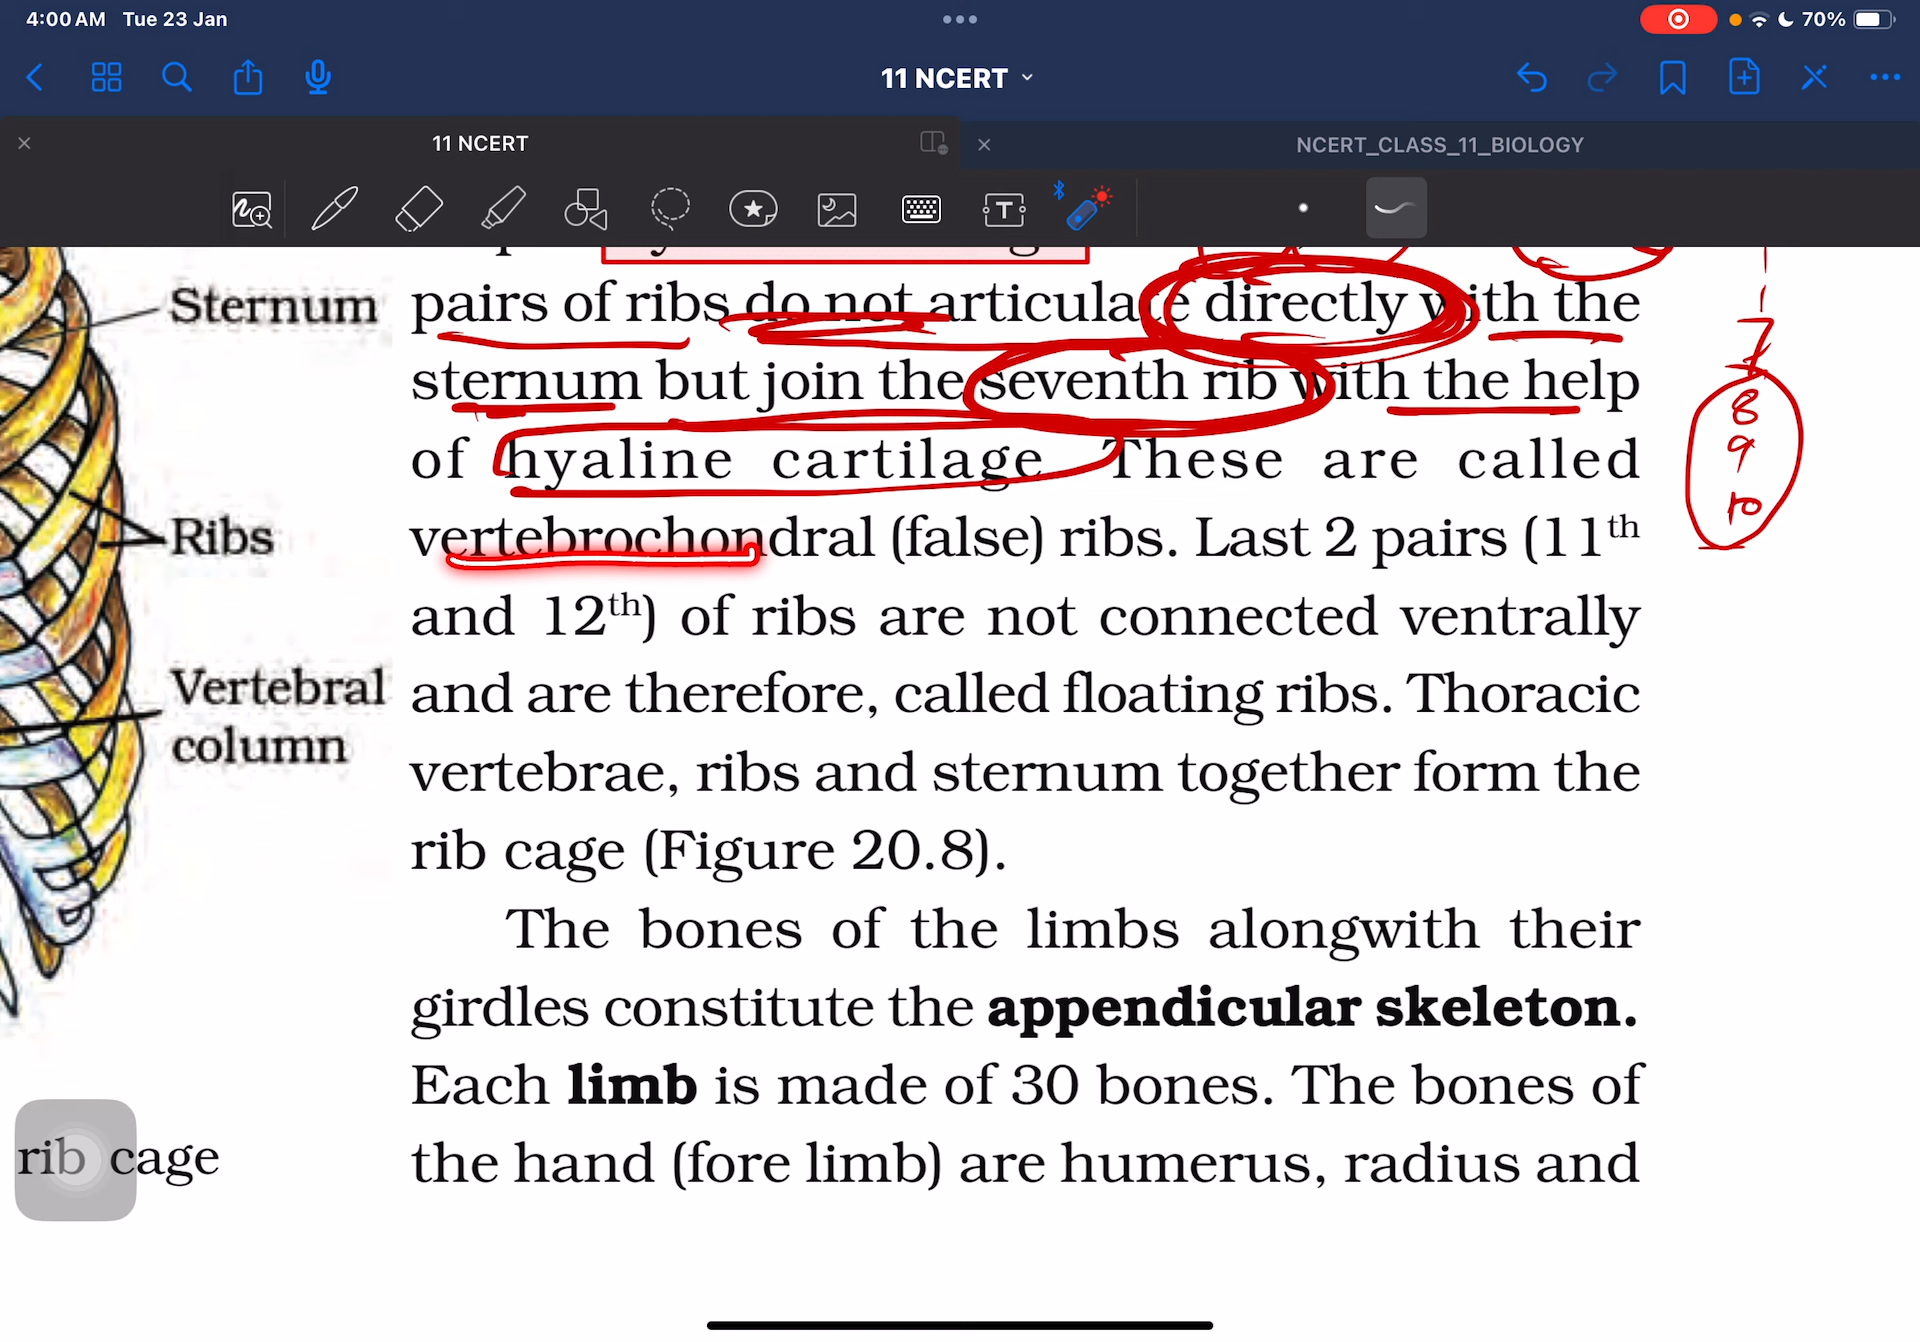 4:00 AM Tue 23 Jan
70%
11 NCERT
11 NCERT
NCERT_CLASS_11_BIOLOGY
T
pairs of ribs do not articulate directly with the
sternum but join the seventh rib with the help
of hyaline cartilage These are called
vertebrochondral (false) ribs. Last 2 pairs (11th
and 12th) of ribs are not connected ventrally
and are therefore, called floating ribs. Thoracic
vertebrae, ribs and sternum together form the
rib cage (Figure 20.8).
The bones of the limbs alongwith their
girdles constitute the appendicular skeleton.
Each limb is made of 30 bones. The bones of
the hand (fore limb) are humerus, radius and
Sternum
Ribs
Vertebral
column
rib cage
7
8
9
10